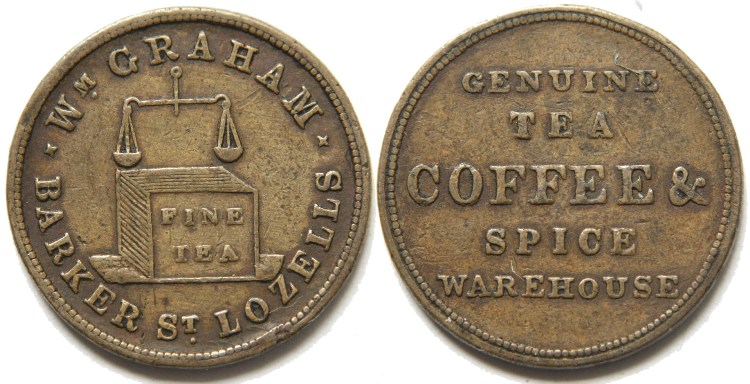 Wᴹ GRAHAM
FINE
TEA
BARKER Sᵀ. LOZELLS
GENUINE
TEA
COFFEE &
SPICE
WAREHOUSE